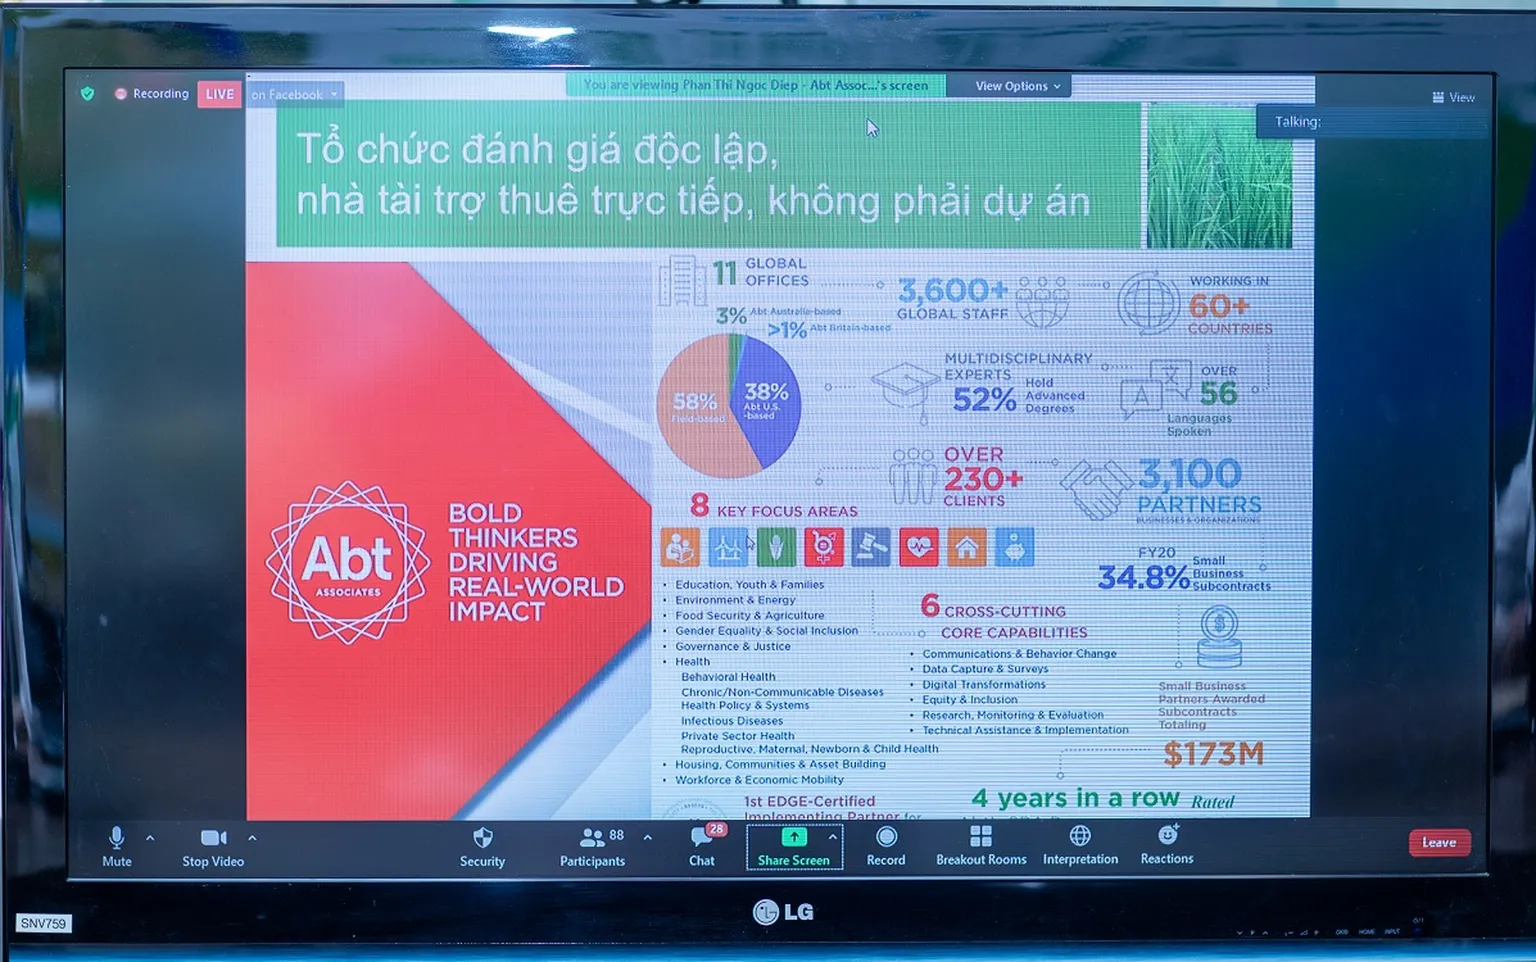 Recording
LIVE
on Facebook
You are viewing Phan Thi Ngoc Diep - Abt Assoc...'s screen
View Options
View
Talking:
Tổ chức đánh giá độc lập,
nhà tài trợ thuê trực tiếp, không phải dự án
Abt
ASSOCIATES
BOLD
THINKERS
DRIVING
REAL-WORLD
IMPACT
11 GLOBAL
OFFICES
3,600+
GLOBAL STAFF
WORKING IN
60+
COUNTRIES
3% Abt Australia-based
>1% Abt Britain-based
58%
Field-based
38%
Abt U.S.
-based
MULTIDISCIPLINARY
EXPERTS
52% Hold
Advanced
Degrees
OVER
56
Languages
Spoken
OVER
230+
CLIENTS
3,100
PARTNERS
BUSINESSES & ORGANIZATIONS
8 KEY FOCUS AREAS
• Education, Youth & Families
• Environment & Energy
• Food Security & Agriculture
• Gender Equality & Social Inclusion
• Governance & Justice
• Health
Behavioral Health
Chronic/Non-Communicable Diseases
Health Policy & Systems
Infectious Diseases
Private Sector Health
Reproductive, Maternal, Newborn & Child Health
• Housing, Communities & Asset Building
• Workforce & Economic Mobility
FY20
34.8% Small
Business
Subcontracts
6 CROSS-CUTTING
CORE CAPABILITIES
• Communications & Behavior Change
• Data Capture & Surveys
• Digital Transformations
• Equity & Inclusion
• Research, Monitoring & Evaluation
• Technical Assistance & Implementation
Small Business
Partners Awarded
Subcontracts
Totaling
$173M
1st EDGE-Certified
Implementing Partner for
4 years in a row Rated
Mute
Stop Video
Security
Participants
88
Chat
28
Share Screen
Record
Breakout Rooms
Interpretation
Reactions
Leave
SNV759
LG